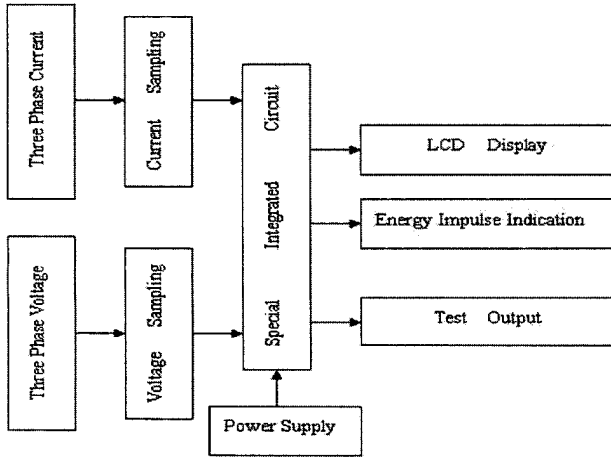 Three Phase Current
Current Sampling
Three Phase Voltage
Voltage Sampling
Special Integrated Circuit
Power Supply
LCD Display
Energy Impulse Indication
Test Output